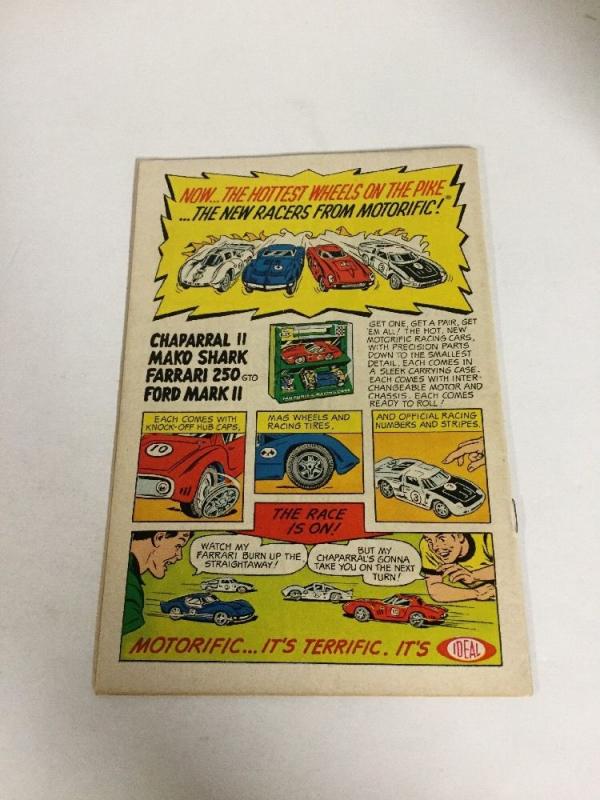 NOW...THE HOTTEST WHEELS ON THE PIKE
...THE NEW RACERS FROM MOTORIFIC!®
CHAPARRAL II
MAKO SHARK
FARRARI 250 GTO
FORD MARK II
GET ONE, GET A PAIR, GET
'EM ALL! THE HOT, NEW
MOTORIFIC RACING CARS,
WITH PRECISION PARTS
DOWN TO THE SMALLEST
DETAIL. EACH COMES IN
A SLEEK CARRYING CASE.
EACH COMES WITH INTER-
CHANGEABLE MOTOR AND
CHASSIS. EACH COMES
READY TO ROLL!
EACH COMES WITH
KNOCK-OFF HUB CAPS,
10
MAG WHEELS AND
RACING TIRES,
AND OFFICIAL RACING
NUMBERS AND STRIPES.
3
THE RACE
IS ON!
WATCH MY
FARRARI BURN UP THE
STRAIGHTAWAY!
BUT MY
CHAPARRAL'S GONNA
TAKE YOU ON THE NEXT
TURN!
MOTORIFIC... IT'S TERRIFIC. IT'S IDEAL